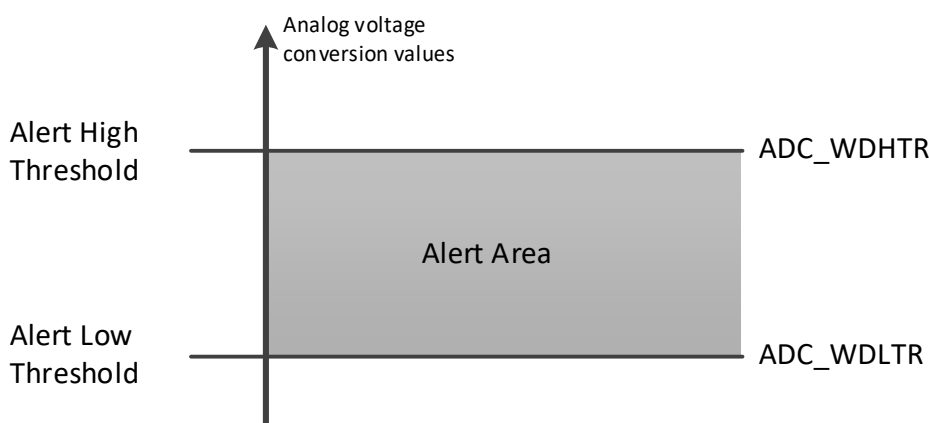 Analog voltage
conversion values
Alert High
Threshold
ADC_WDHTR
Alert Area
Alert Low
Threshold
ADC_WDLTR